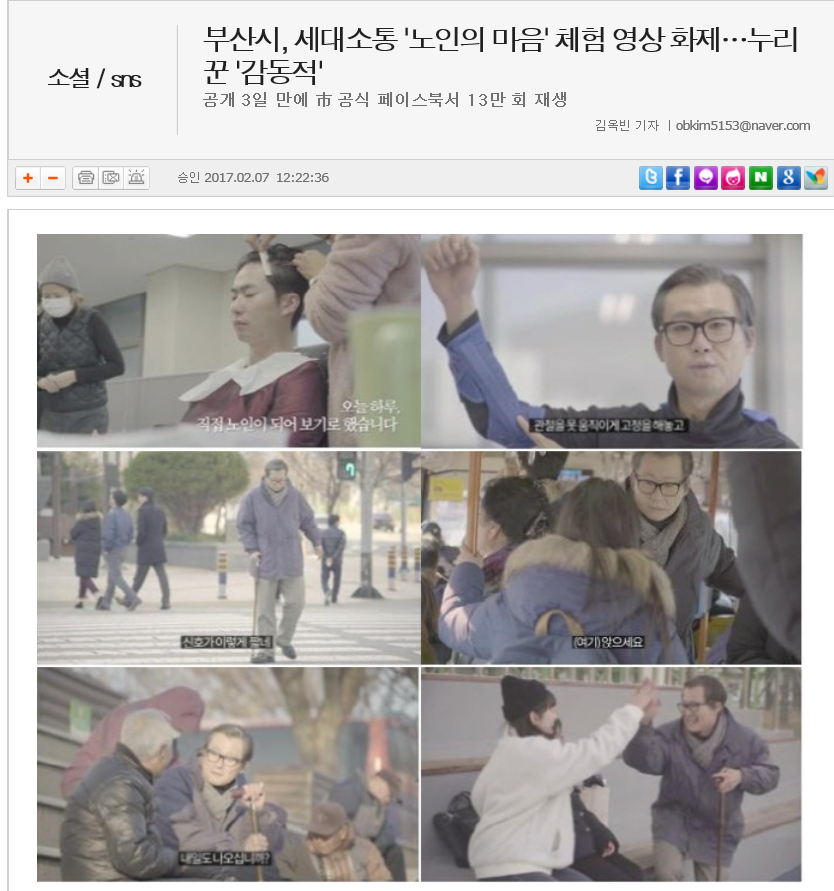 소셜 / sns
부산시, 세대소통 '노인의 마음' 체험 영상 화제…누리
꾼 '감동적'
공개 3일 만에 市 공식 페이스북서 13만 회 재생
김옥빈 기자 | obkim5153@naver.com
승인 2017.02.07 12:22:36
오늘 하루,
직접 노인이 되어 보기로 했습니다
관절을 못 움직이게 고정을 해놓고
신호가 이렇게 짧네
(여기) 앉으세요
내일도 나오십니까?